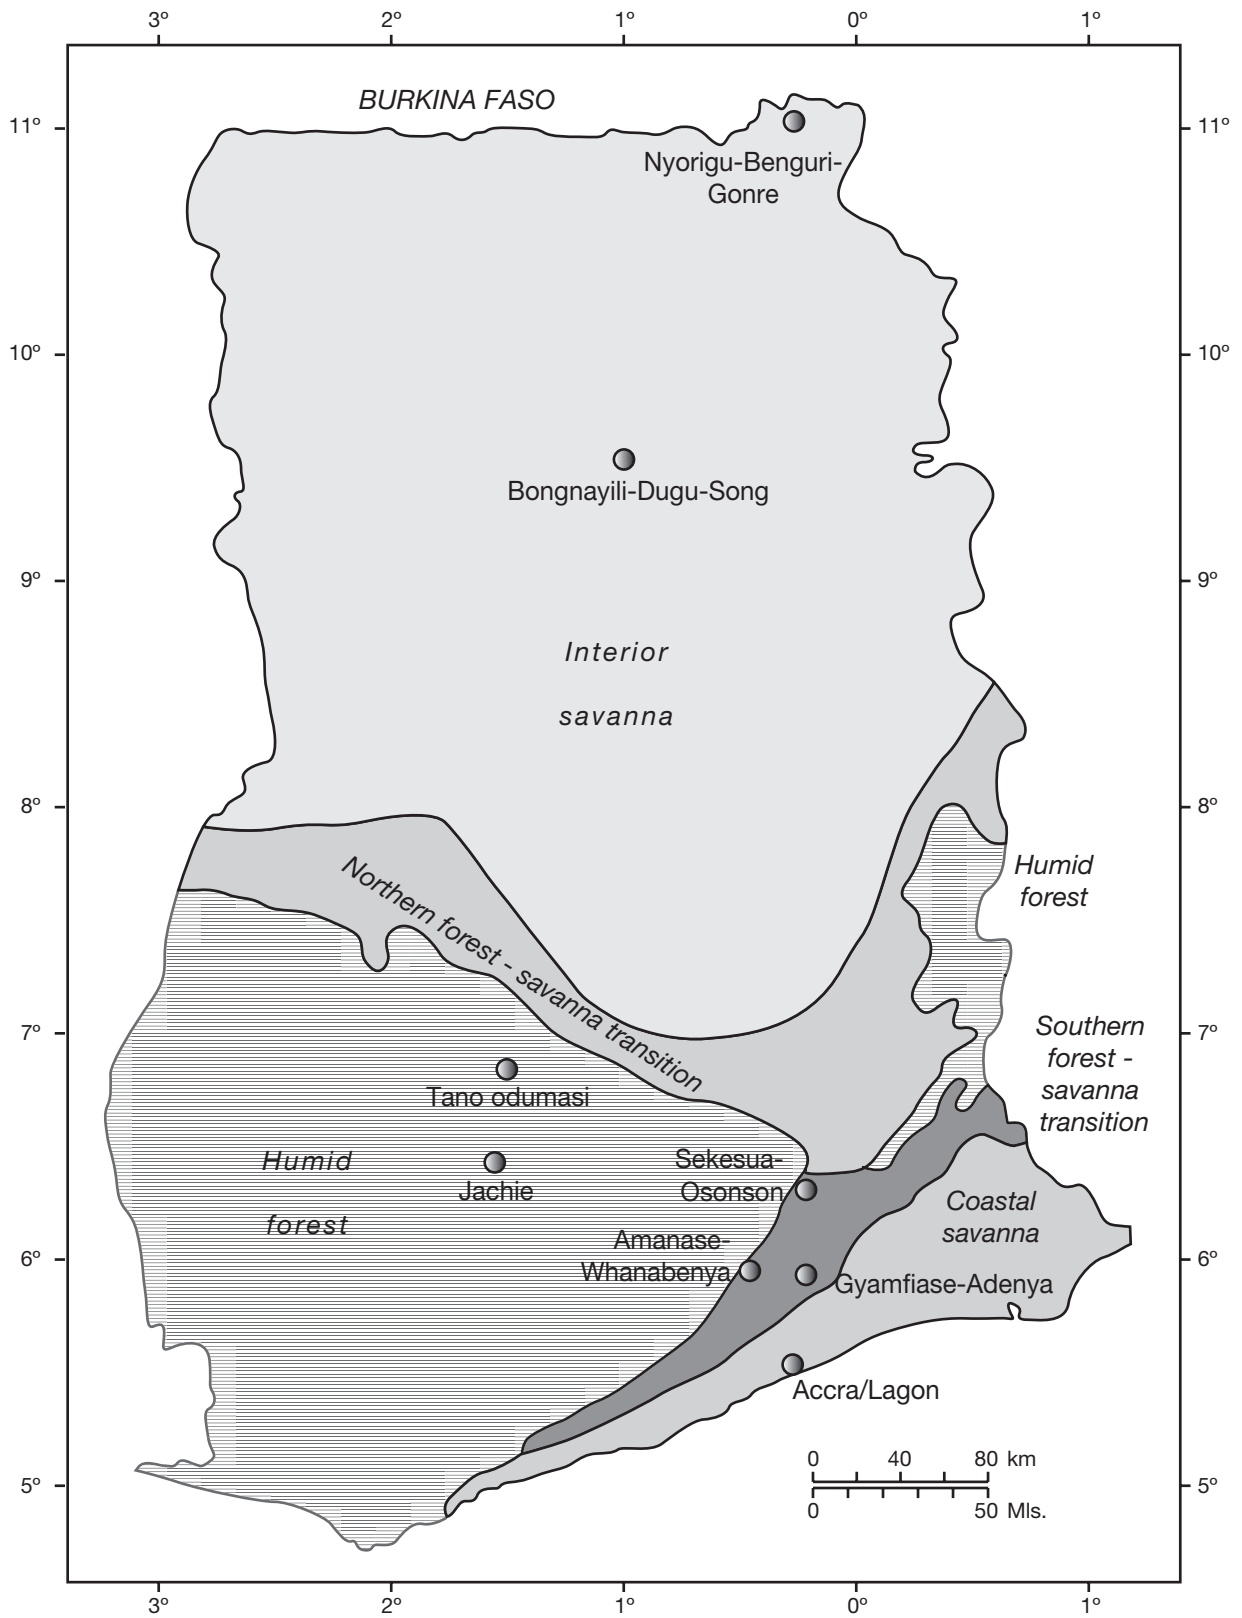 3º 2º 1º 0º 1º
BURKINA FASO
11º 11º
Nyorigu-Benguri-
Gonre
10º 10º
Bongnayili-Dugu-Song
9º 9º
Interior
savanna
8º 8º
Humid
forest
Northern forest - savanna transition
7º 7º
Southern
forest -
savanna
transition
Tano odumasi
Humid
forest
Jachie
Sekesua-
Osonson
Coastal
savanna
Amanase-
Whanabenya
6º 6º
Gyamfiase-Adenya
Accra/Lagon
0 40 80 km
0 50 Mls.
5º 5º
3º 2º 1º 0º 1º